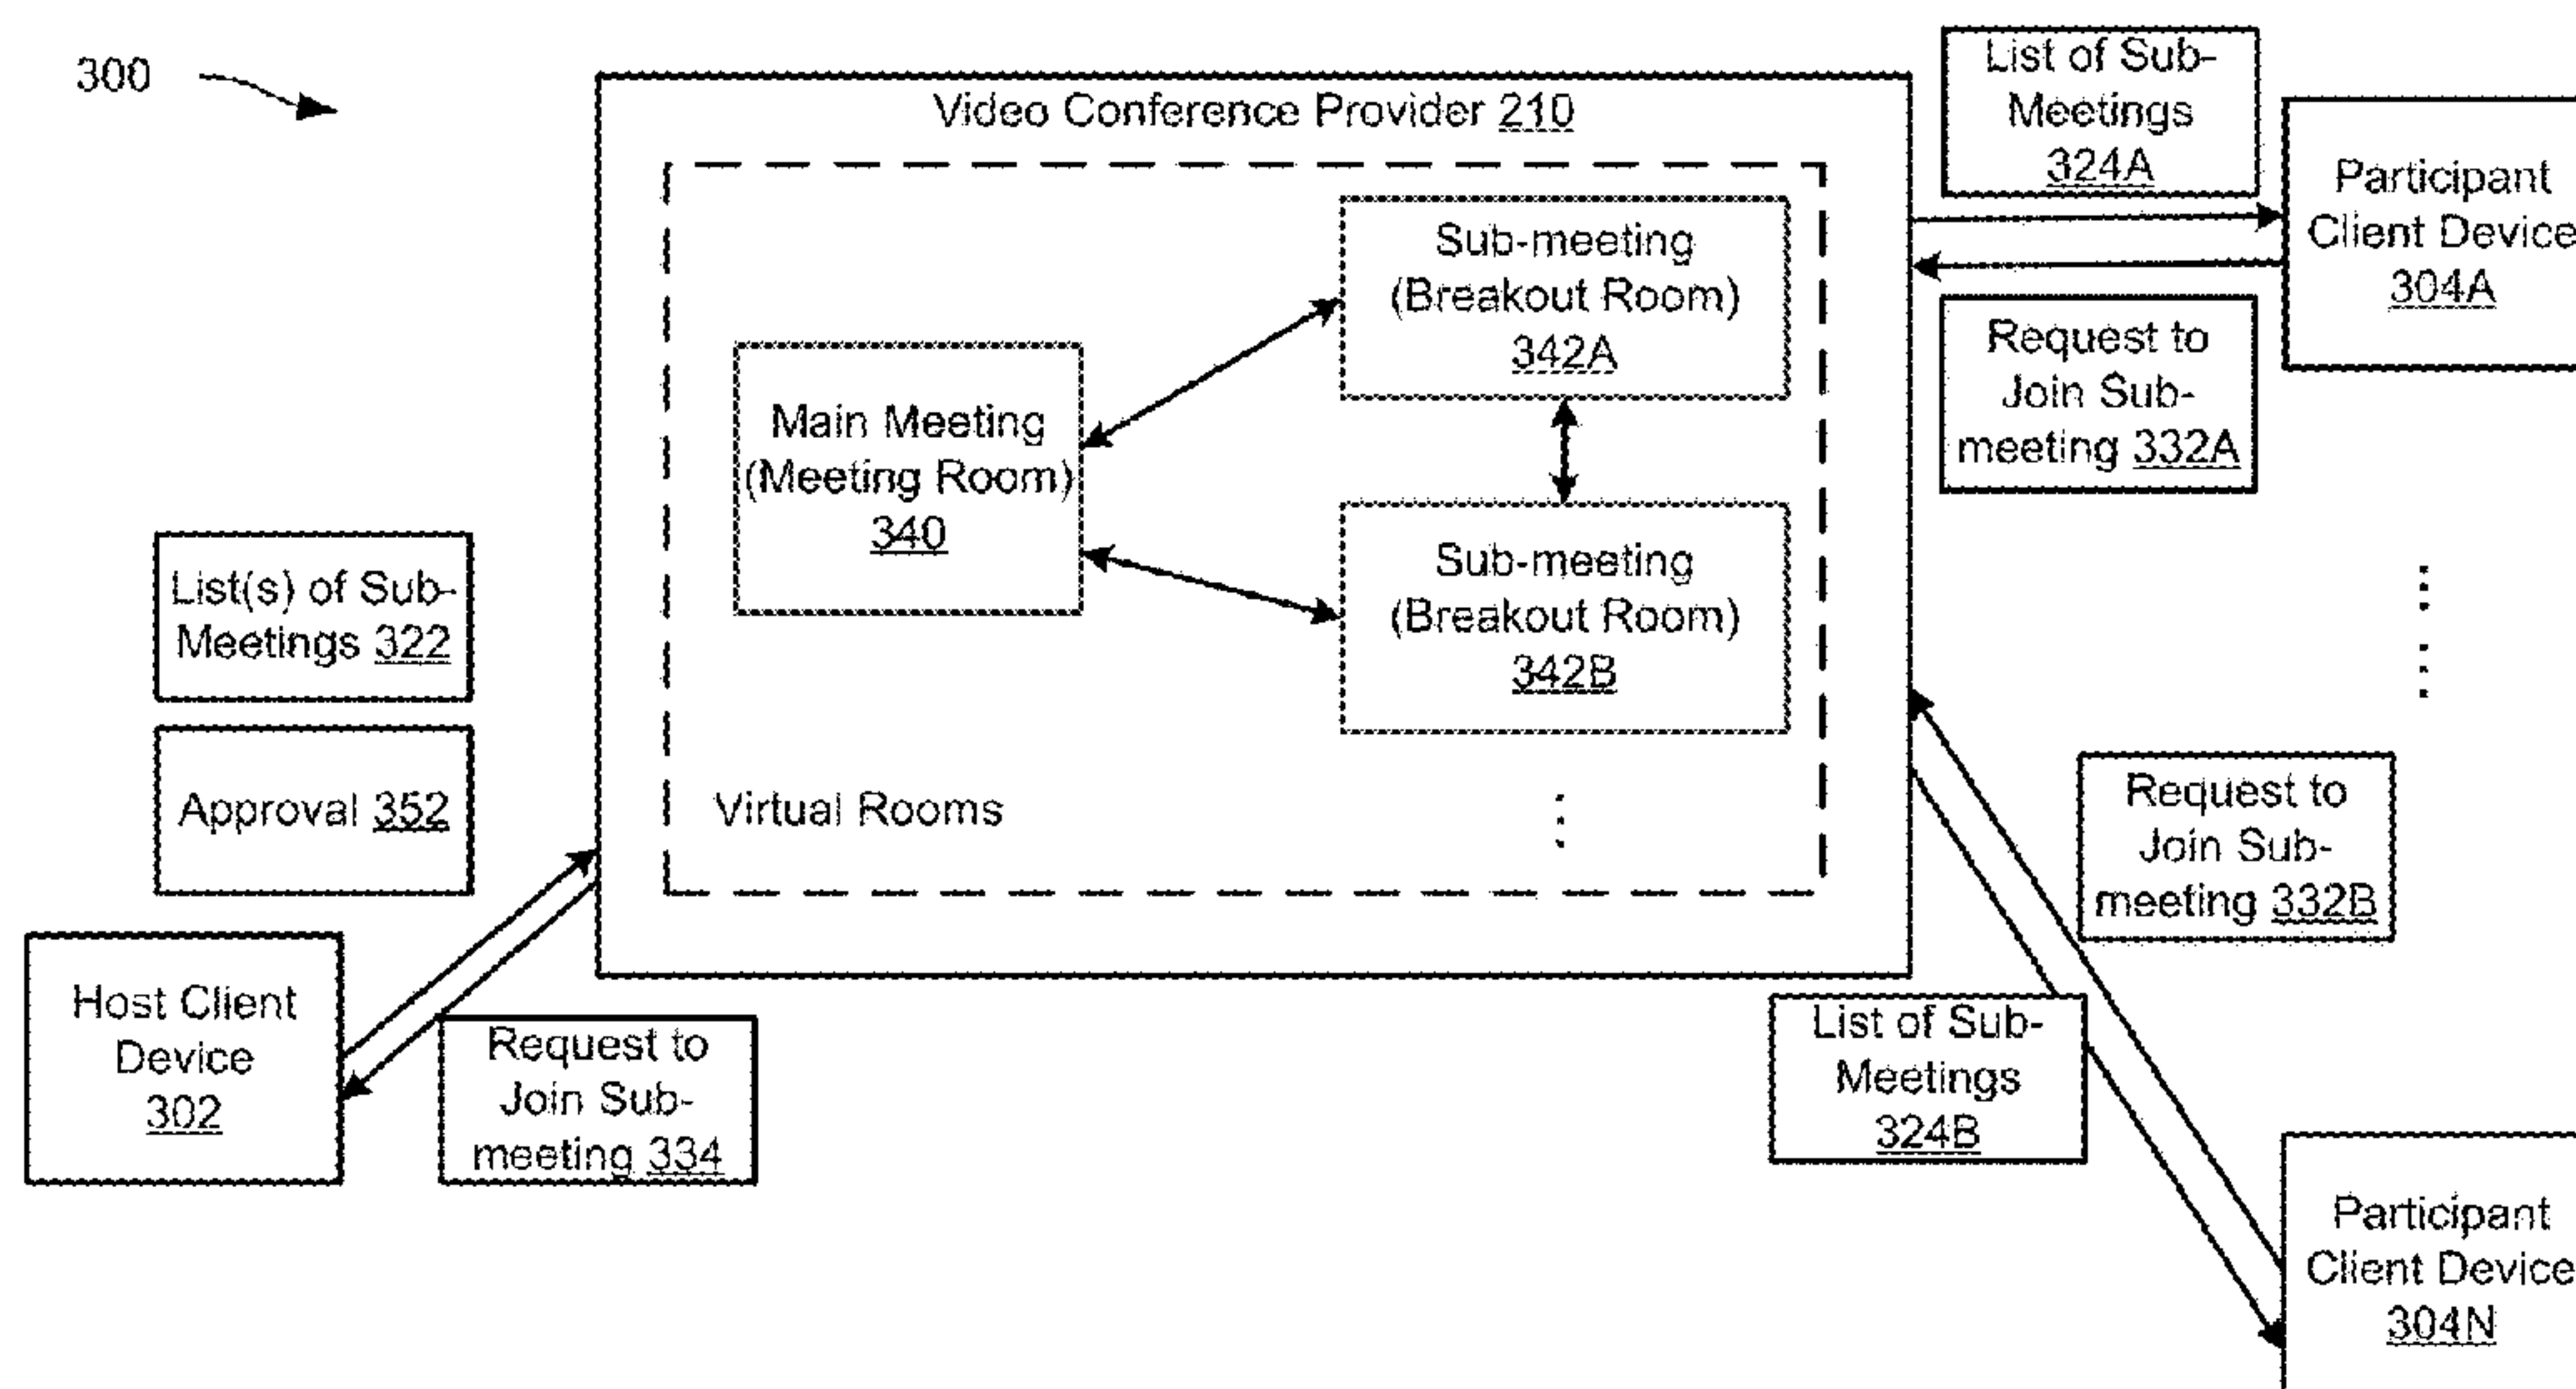 300
Video Conference Provider 210
List of Sub-
Meetings
324A
Participant
Client Device
304A
Sub-meeting
(Breakout Room)
342A
Request to
Join Sub-
meeting 332A
Main Meeting
(Meeting Room)
340
Sub-meeting
(Breakout Room)
342B
List(s) of Sub-
Meetings 322
Approval 352
Virtual Rooms
Request to
Join Sub-
meeting 332B
Host Client
Device
302
Request to
Join Sub-
meeting 334
List of Sub-
Meetings
324B
Participant
Client Device
304N